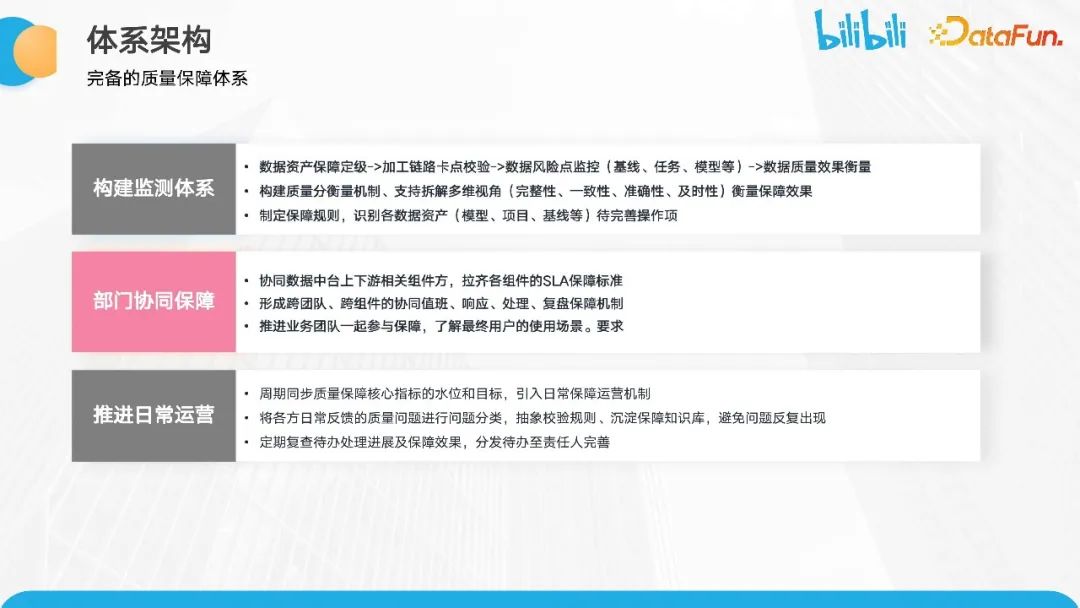 体系架构
bilibili DataFun.
完备的质量保障体系
构建监测体系
• 数据资产保障定级->加工链路卡点校验->数据风险点监控（基线、任务、模型等）->数据质量效果衡量
• 构建质量分衡量机制、支持拆解多维视角（完整性、一致性、准确性、及时性）衡量保障效果
• 制定保障规则，识别各数据资产（模型、项目、基线等）待完善操作项
部门协同保障
• 协同数据中台上下游相关组件方，拉齐各组件的SLA保障标准
• 形成跨团队、跨组件的协同值班、响应、处理、复盘保障机制
• 推进业务团队一起参与保障，了解最终用户的使用场景。要求
推进日常运营
• 周期同步质量保障核心指标的水位和目标，引入日常保障运营机制
• 将各方日常反馈的质量问题进行问题分类，抽象校验规则、沉淀保障知识库，避免问题反复出现
• 定期复查待办处理进展及保障效果，分发待办至责任人完善